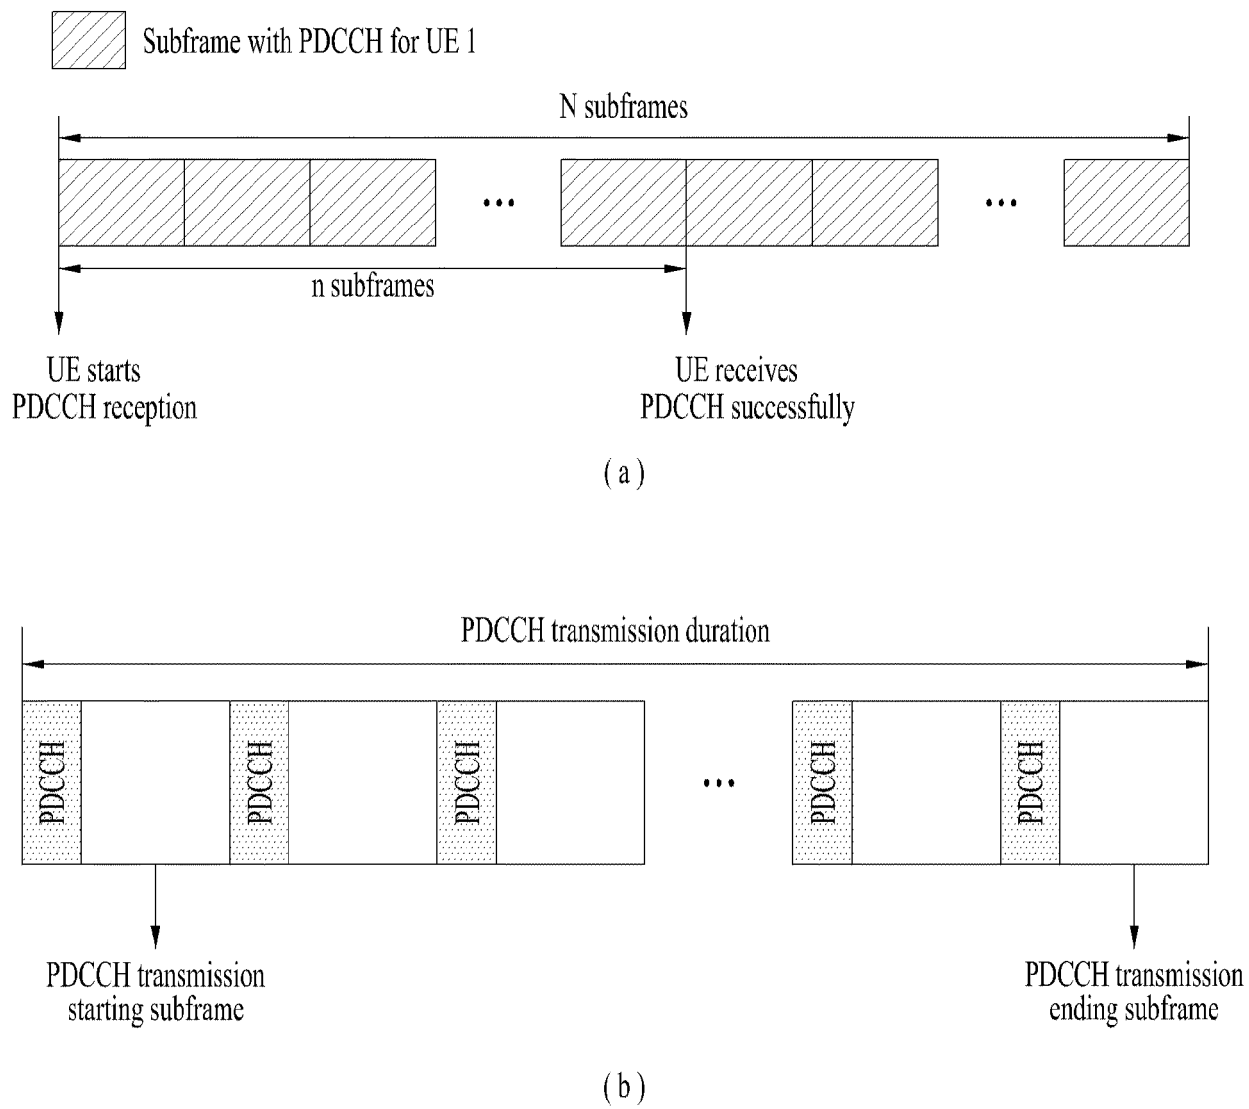 Subframe with PDCCH for UE 1
N subframes
...
...
n subframes
UE starts
PDCCH reception
UE receives
PDCCH successfully
( a )
PDCCH transmission duration
PDCCH
PDCCH
PDCCH
...
PDCCH
PDCCH
PDCCH transmission
starting subframe
PDCCH transmission
ending subframe
( b )